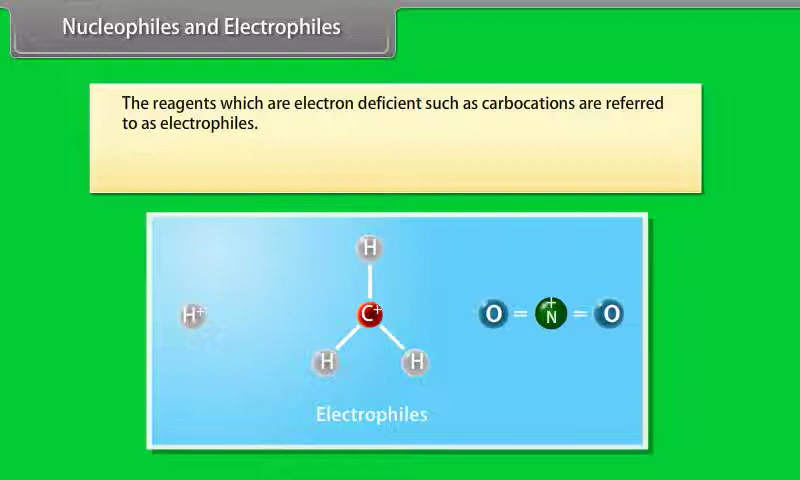 Nucleophiles and Electrophiles
The reagents which are electron deficient such as carbocations are referred
to as electrophiles.
H
H+
C+
O = N+ = O
H H
Electrophiles